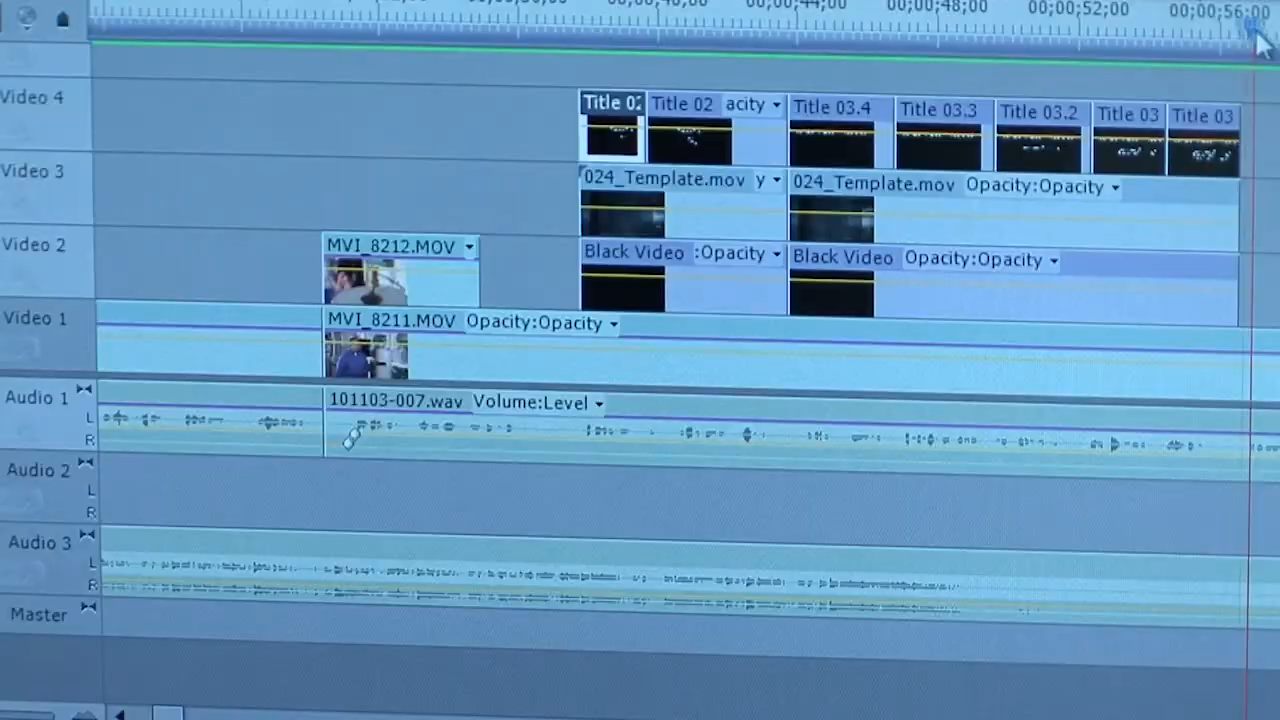 00;00;44;00 00;00;48;00 00;00;52;00 00;00;56;00
Video 4 Title 02 acity Title 03.4 Title 03.3 Title 03.2 Title 03 Title 03
Video 3 024_Template.mov y 024_Template.mov Opacity:Opacity
Video 2 MVI_8212.MOV Black Video :Opacity Black Video Opacity:Opacity
Video 1 MVI_8211.MOV Opacity:Opacity
Audio 1 L R 101103-007.wav Volume:Level
Audio 2 L R
Audio 3 L R
Master